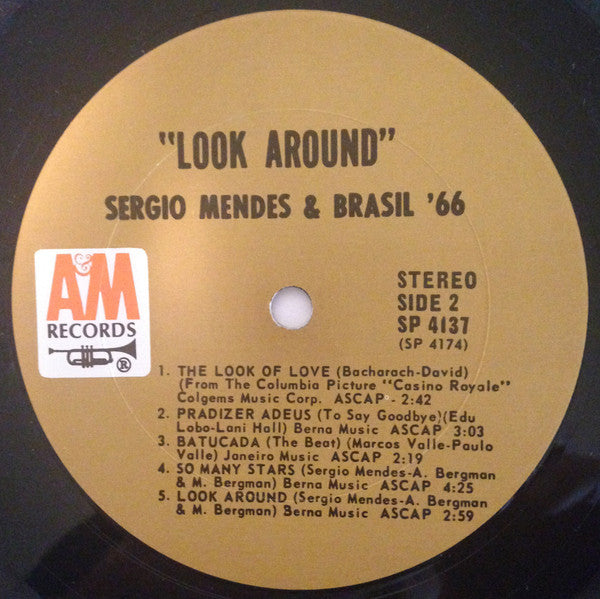 "LOOK AROUND"
SERGIO MENDES & BRASIL '66
A&M
RECORDS
®
STEREO
SIDE 2
SP 4137
(SP 4174)
1. THE LOOK OF LOVE (Bacharach-David)
(From The Columbia Picture "Casino Royale"
Colgems Music Corp. ASCAP - 2:42
2. PRADIZER ADEUS (To Say Goodbye)(Edu
Lobo-Lani Hall) Berna Music ASCAP 3:03
3. BATUCADA (The Beat) (Marcos Valle-Paulo
Valle) Janeiro Music ASCAP 2:19
4. SO MANY STARS (Sergio Mendes-A. Bergman
& M. Bergman) Berna Music ASCAP 4:25
5. LOOK AROUND (Sergio Mendes-A. Bergman
& M. Bergman) Berna Music ASCAP 2:59